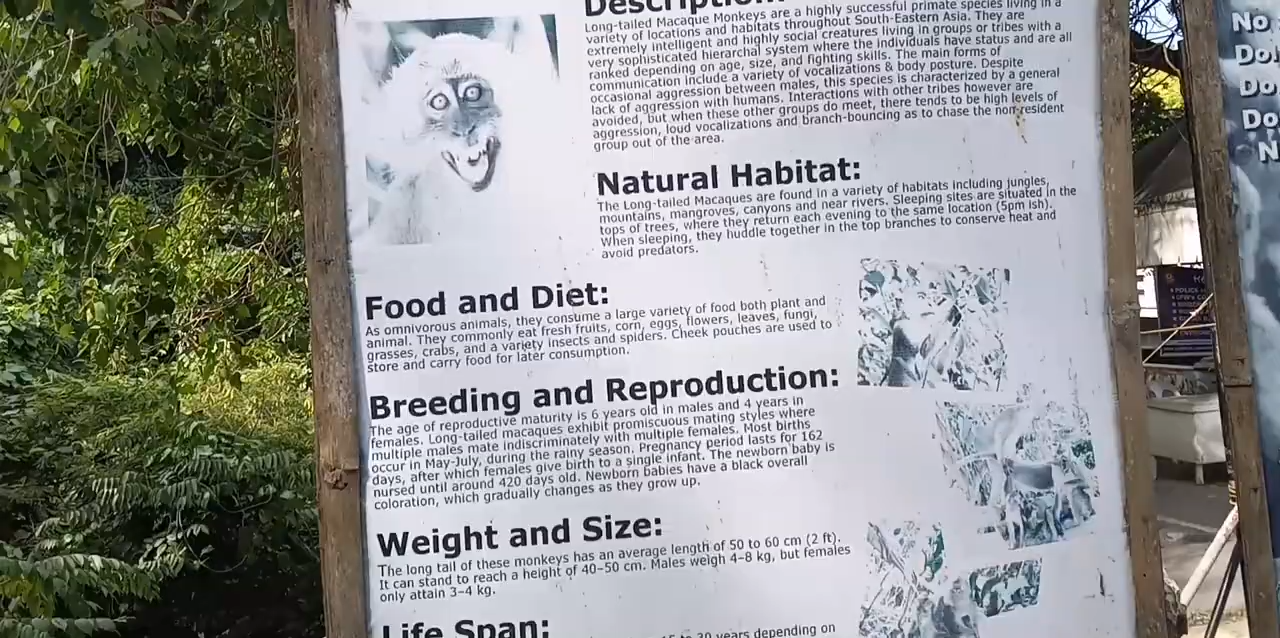 Description:
Long-tailed Macaque Monkeys are a highly successful primate species living in a
variety of locations and habitats throughout South-Eastern Asia. They are
extremely intelligent and highly social creatures living in groups or tribes with a
very sophisticated hierarchal system where the individuals have status and are all
ranked depending on age, size, and fighting skills. The main forms of
communication include a variety of vocalizations & body posture. Despite
occasional aggression between males, this species is characterized by a general
lack of aggression with humans. Interactions with other tribes however are
avoided, but when these other groups do meet, there tends to be high levels of
aggression, loud vocalizations and branch-bouncing as to chase the non-resident
group out of the area.
Natural Habitat:
The Long-tailed Macaques are found in a variety of habitats including jungles,
mountains, mangroves, canyons and near rivers. Sleeping sites are situated in the
tops of trees, where they return each evening to the same location (5pm ish).
When sleeping, they huddle together in the top branches to conserve heat and
avoid predators.
Food and Diet:
As omnivorous animals, they consume a large variety of food both plant and
animal. They commonly eat fresh fruits, corn, eggs, flowers, leaves, fungi,
grasses, crabs, and a variety insects and spiders. Cheek pouches are used to
store and carry food for later consumption.
Breeding and Reproduction:
The age of reproductive maturity is 6 years old in males and 4 years in
females. Long-tailed macaques exhibit promiscuous mating styles where
multiple males mate indiscriminately with multiple females. Most births
occur in May-July, during the rainy season. Pregnancy period lasts for 162
days, after which females give birth to a single infant. The newborn baby is
nursed until around 420 days old. Newborn babies have a black overall
coloration, which gradually changes as they grow up.
Weight and Size:
The long tail of these monkeys has an average length of 50 to 60 cm (2 ft).
It can stand to reach a height of 40-50 cm. Males weigh 4-8 kg, but females
only attain 3-4 kg.
Life Span:
30 years depending on
No
Do
Do
N